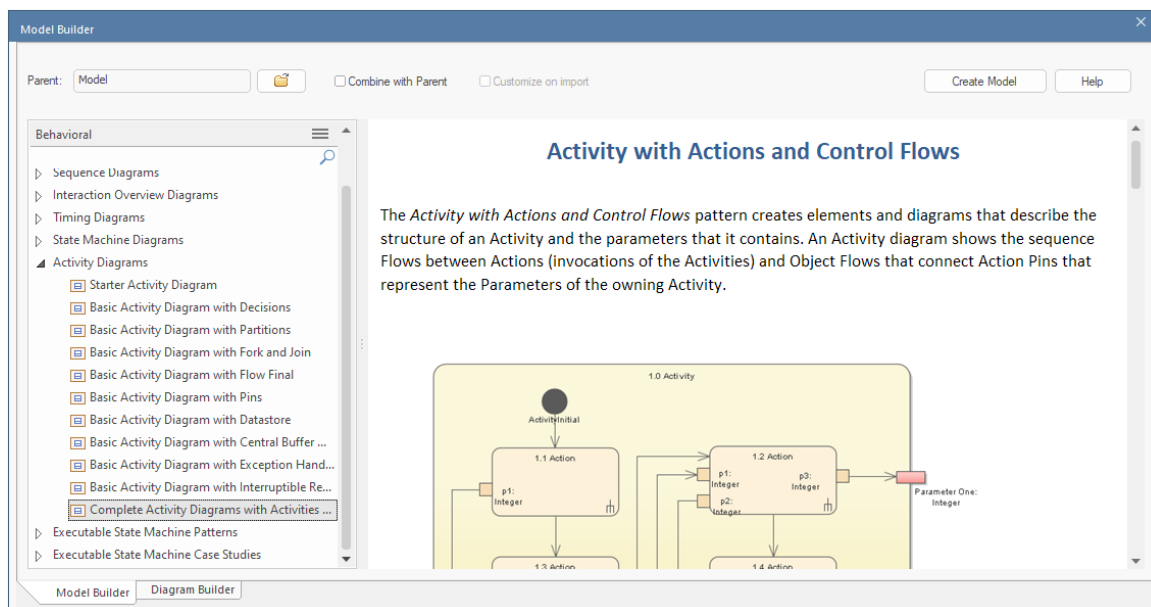 Model Builder
Parent:
Model
Combine with Parent
Customize on import
Create Model
Help
Behavioral
Sequence Diagrams
Interaction Overview Diagrams
Timing Diagrams
State Machine Diagrams
Activity Diagrams
Starter Activity Diagram
Basic Activity Diagram with Decisions
Basic Activity Diagram with Partitions
Basic Activity Diagram with Fork and Join
Basic Activity Diagram with Flow Final
Basic Activity Diagram with Pins
Basic Activity Diagram with Datastore
Basic Activity Diagram with Central Buffer ...
Basic Activity Diagram with Exception Hand...
Basic Activity Diagram with Interruptible Re...
Complete Activity Diagrams with Activities ...
Executable State Machine Patterns
Executable State Machine Case Studies
Activity with Actions and Control Flows
The Activity with Actions and Control Flows pattern creates elements and diagrams that describe the
structure of an Activity and the parameters that it contains. An Activity diagram shows the sequence
Flows between Actions (invocations of the Activities) and Object Flows that connect Action Pins that
represent the Parameters of the owning Activity.
1.0 Activity
ActivityInitial
1.1 Action
p1:
Integer
1.2 Action
p1:
Integer
p3:
Integer
p2:
Integer
Parameter One:
Integer
1.3 Action
1.4 Action
Model Builder
Diagram Builder